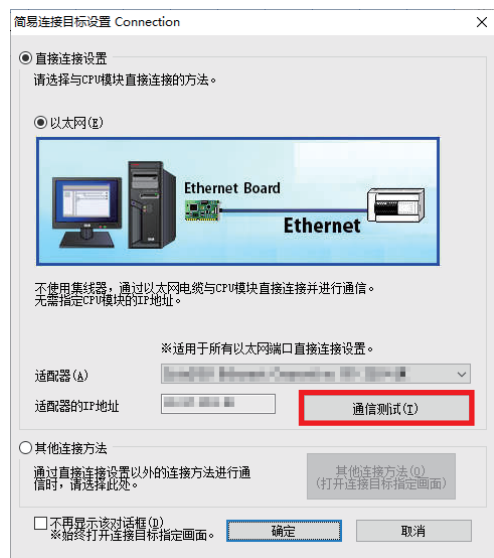 简易连接目标设置 Connection
直接连接设置
请选择与CPU模块直接连接的方法。
以太网(E)
Ethernet Board
Ethernet
不使用集线器，通过以太网电缆与CPU模块直接连接并进行通信。
无需指定CPU模块的IP地址。
※适用于所有以太网端口直接连接设置。
适配器(A)
适配器的IP地址
通信测试(T)
其他连接方法
通过直接连接设置以外的连接方法进行通
信时，请选择此处。
其他连接方法(O)
(打开连接目标指定画面)
不再显示该对话框(D)
※始终打开连接目标指定画面。
确定
取消